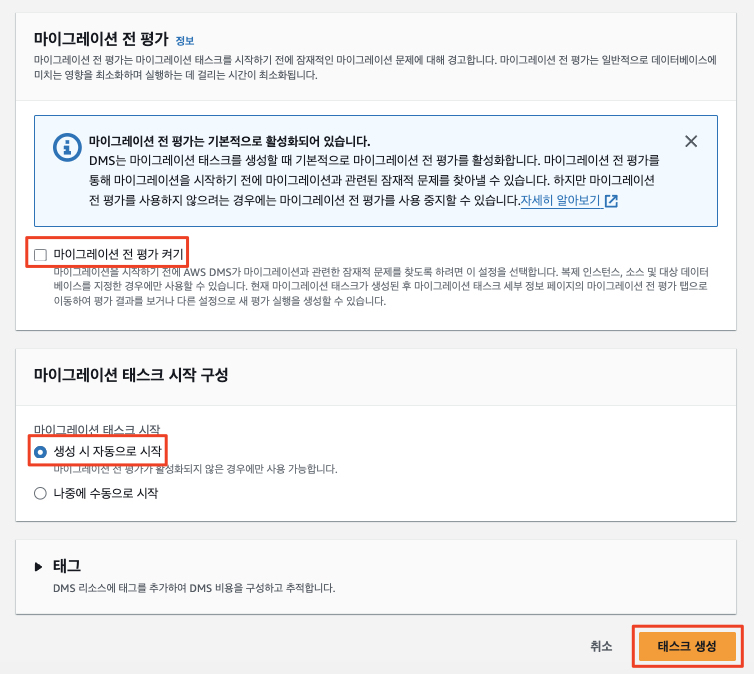 마이그레이션 전 평가 정보
마이그레이션 전 평가는 마이그레이션 태스크를 시작하기 전에 잠재적인 마이그레이션 문제에 대해 경고합니다. 마이그레이션 전 평가는 일반적으로 데이터베이스에
미치는 영향을 최소화하며 실행하는 데 걸리는 시간이 최소화됩니다.
마이그레이션 전 평가는 기본적으로 활성화되어 있습니다.
DMS는 마이그레이션 태스크를 생성할 때 기본적으로 마이그레이션 전 평가를 활성화합니다. 마이그레이션 전 평가를
통해 마이그레이션을 시작하기 전에 마이그레이션과 관련된 잠재적 문제를 찾아낼 수 있습니다. 하지만 마이그레이션
전 평가를 사용하지 않으려는 경우에는 마이그레이션 전 평가를 사용 중지할 수 있습니다.자세히 알아보기
마이그레이션 전 평가 켜기
마이그레이션을 시작하기 전에 AWS DMS가 마이그레이션과 관련한 잠재적 문제를 찾도록 하려면 이 설정을 선택합니다. 복제 인스턴스, 소스 및 대상 데이터
베이스를 지정한 경우에만 사용할 수 있습니다. 현재 마이그레이션 태스크가 생성된 후 마이그레이션 태스크 세부 정보 페이지의 마이그레이션 전 평가 탭으로
이동하여 평가 결과를 보거나 다른 설정으로 새 평가 실행을 생성할 수 있습니다.
마이그레이션 태스크 시작 구성
마이그레이션 태스크 시작
생성 시 자동으로 시작
마이그레이션 전 평가가 활성화되지 않은 경우에만 사용 가능합니다.
나중에 수동으로 시작
태그
DMS 리소스에 태그를 추가하여 DMS 비용을 구성하고 추적합니다.
취소
태스크 생성